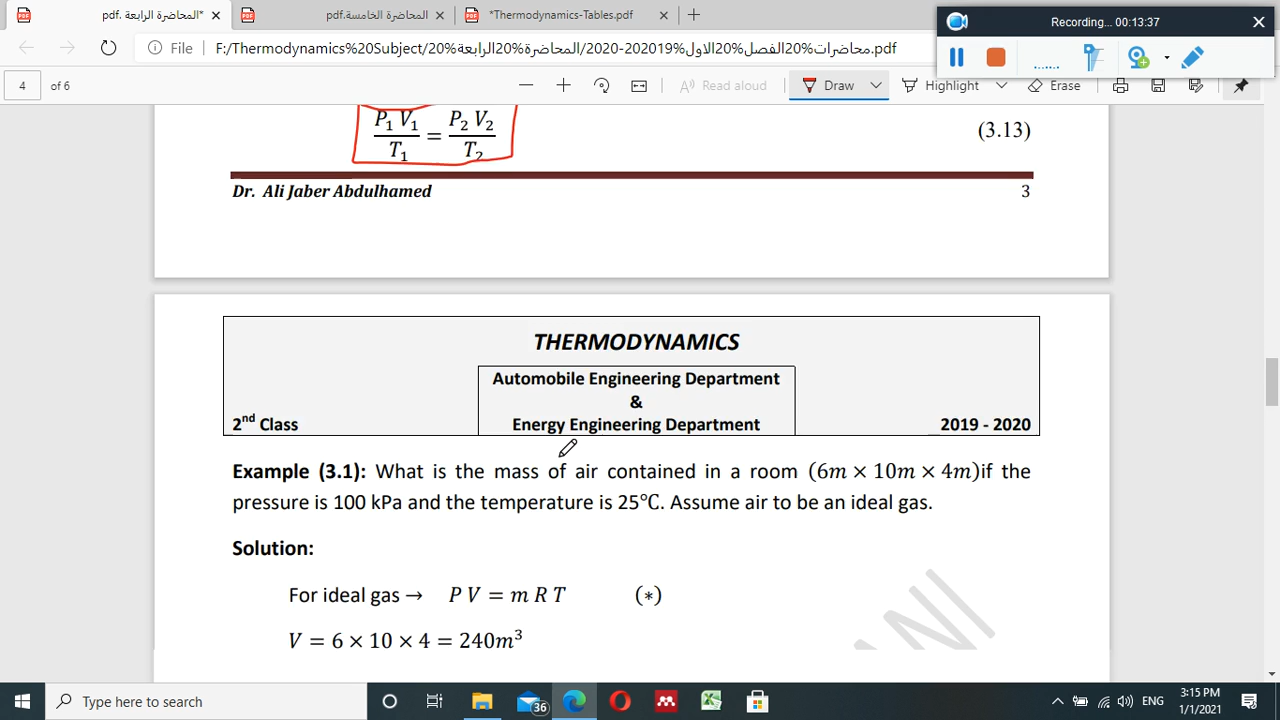 المحاضرة الرابعة.pdf*
المحاضرة الخامسة.pdf
*Thermodynamics-Tables.pdf
Recording... 00:13:37
File
F:/Thermodynamics%20Subject/محاضرات%20الفصل%20الاول%202019-2020/المحاضرة%20الرابعة.pdf
4 of 6
Read aloud
Draw
Highlight
Erase
P₁ V₁ / T₁ = P₂ V₂ / T₂ (3.13)
Dr. Ali Jaber Abdulhamed 3
THERMODYNAMICS
Automobile Engineering Department
&
2nd Class Energy Engineering Department 2019 - 2020
Example (3.1): What is the mass of air contained in a room (6m × 10m × 4m)if the
pressure is 100 kPa and the temperature is 25℃. Assume air to be an ideal gas.
Solution:
For ideal gas → P V = m R T (∗)
V = 6 × 10 × 4 = 240m³
Type here to search
36
ENG
3:15 PM
1/1/2021